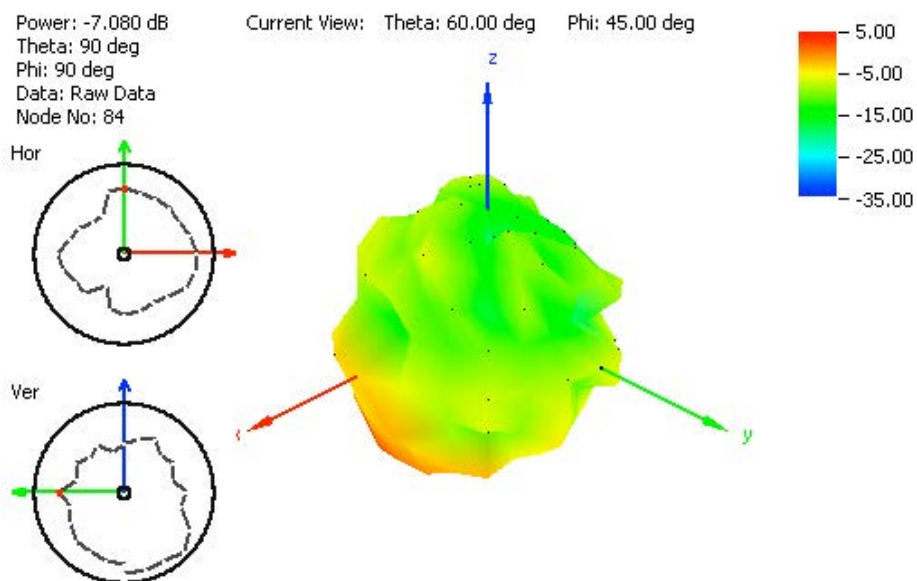 Power: -7.080 dB
Theta: 90 deg
Phi: 90 deg
Data: Raw Data
Node No: 84
Current View: Theta: 60.00 deg Phi: 45.00 deg
z
5.00
-5.00
-15.00
-25.00
-35.00
Hor
Ver
x
y